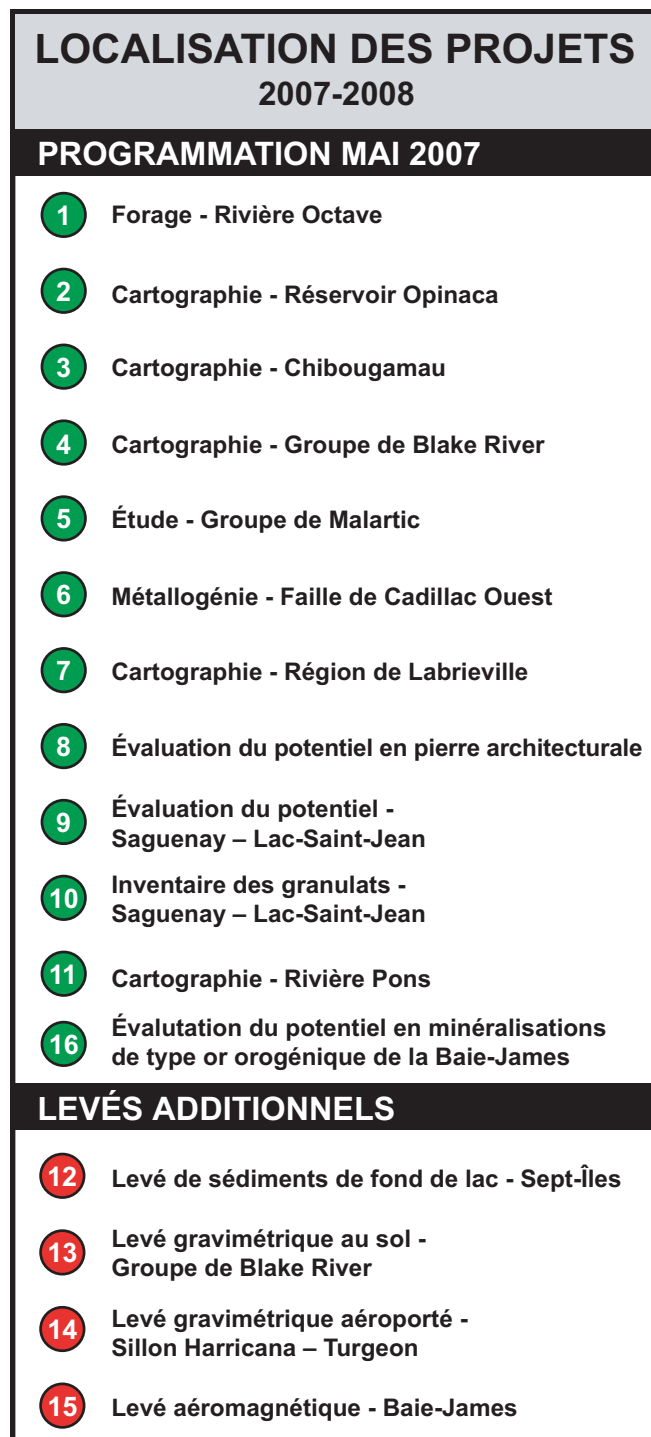 LOCALISATION DES PROJETS
2007-2008
PROGRAMMATION MAI 2007
1 Forage - Rivière Octave
2 Cartographie - Réservoir Opinaca
3 Cartographie - Chibougamau
4 Cartographie - Groupe de Blake River
5 Étude - Groupe de Malartic
6 Métallogénie - Faille de Cadillac Ouest
7 Cartographie - Région de Labrieville
8 Évaluation du potentiel en pierre architecturale
9 Évaluation du potentiel -
Saguenay – Lac-Saint-Jean
10 Inventaire des granulats -
Saguenay – Lac-Saint-Jean
11 Cartographie - Rivière Pons
16 Évalutation du potentiel en minéralisations
de type or orogénique de la Baie-James
LEVÉS ADDITIONNELS
12 Levé de sédiments de fond de lac - Sept-Îles
13 Levé gravimétrique au sol -
Groupe de Blake River
14 Levé gravimétrique aéroporté -
Sillon Harricana – Turgeon
15 Levé aéromagnétique - Baie-James